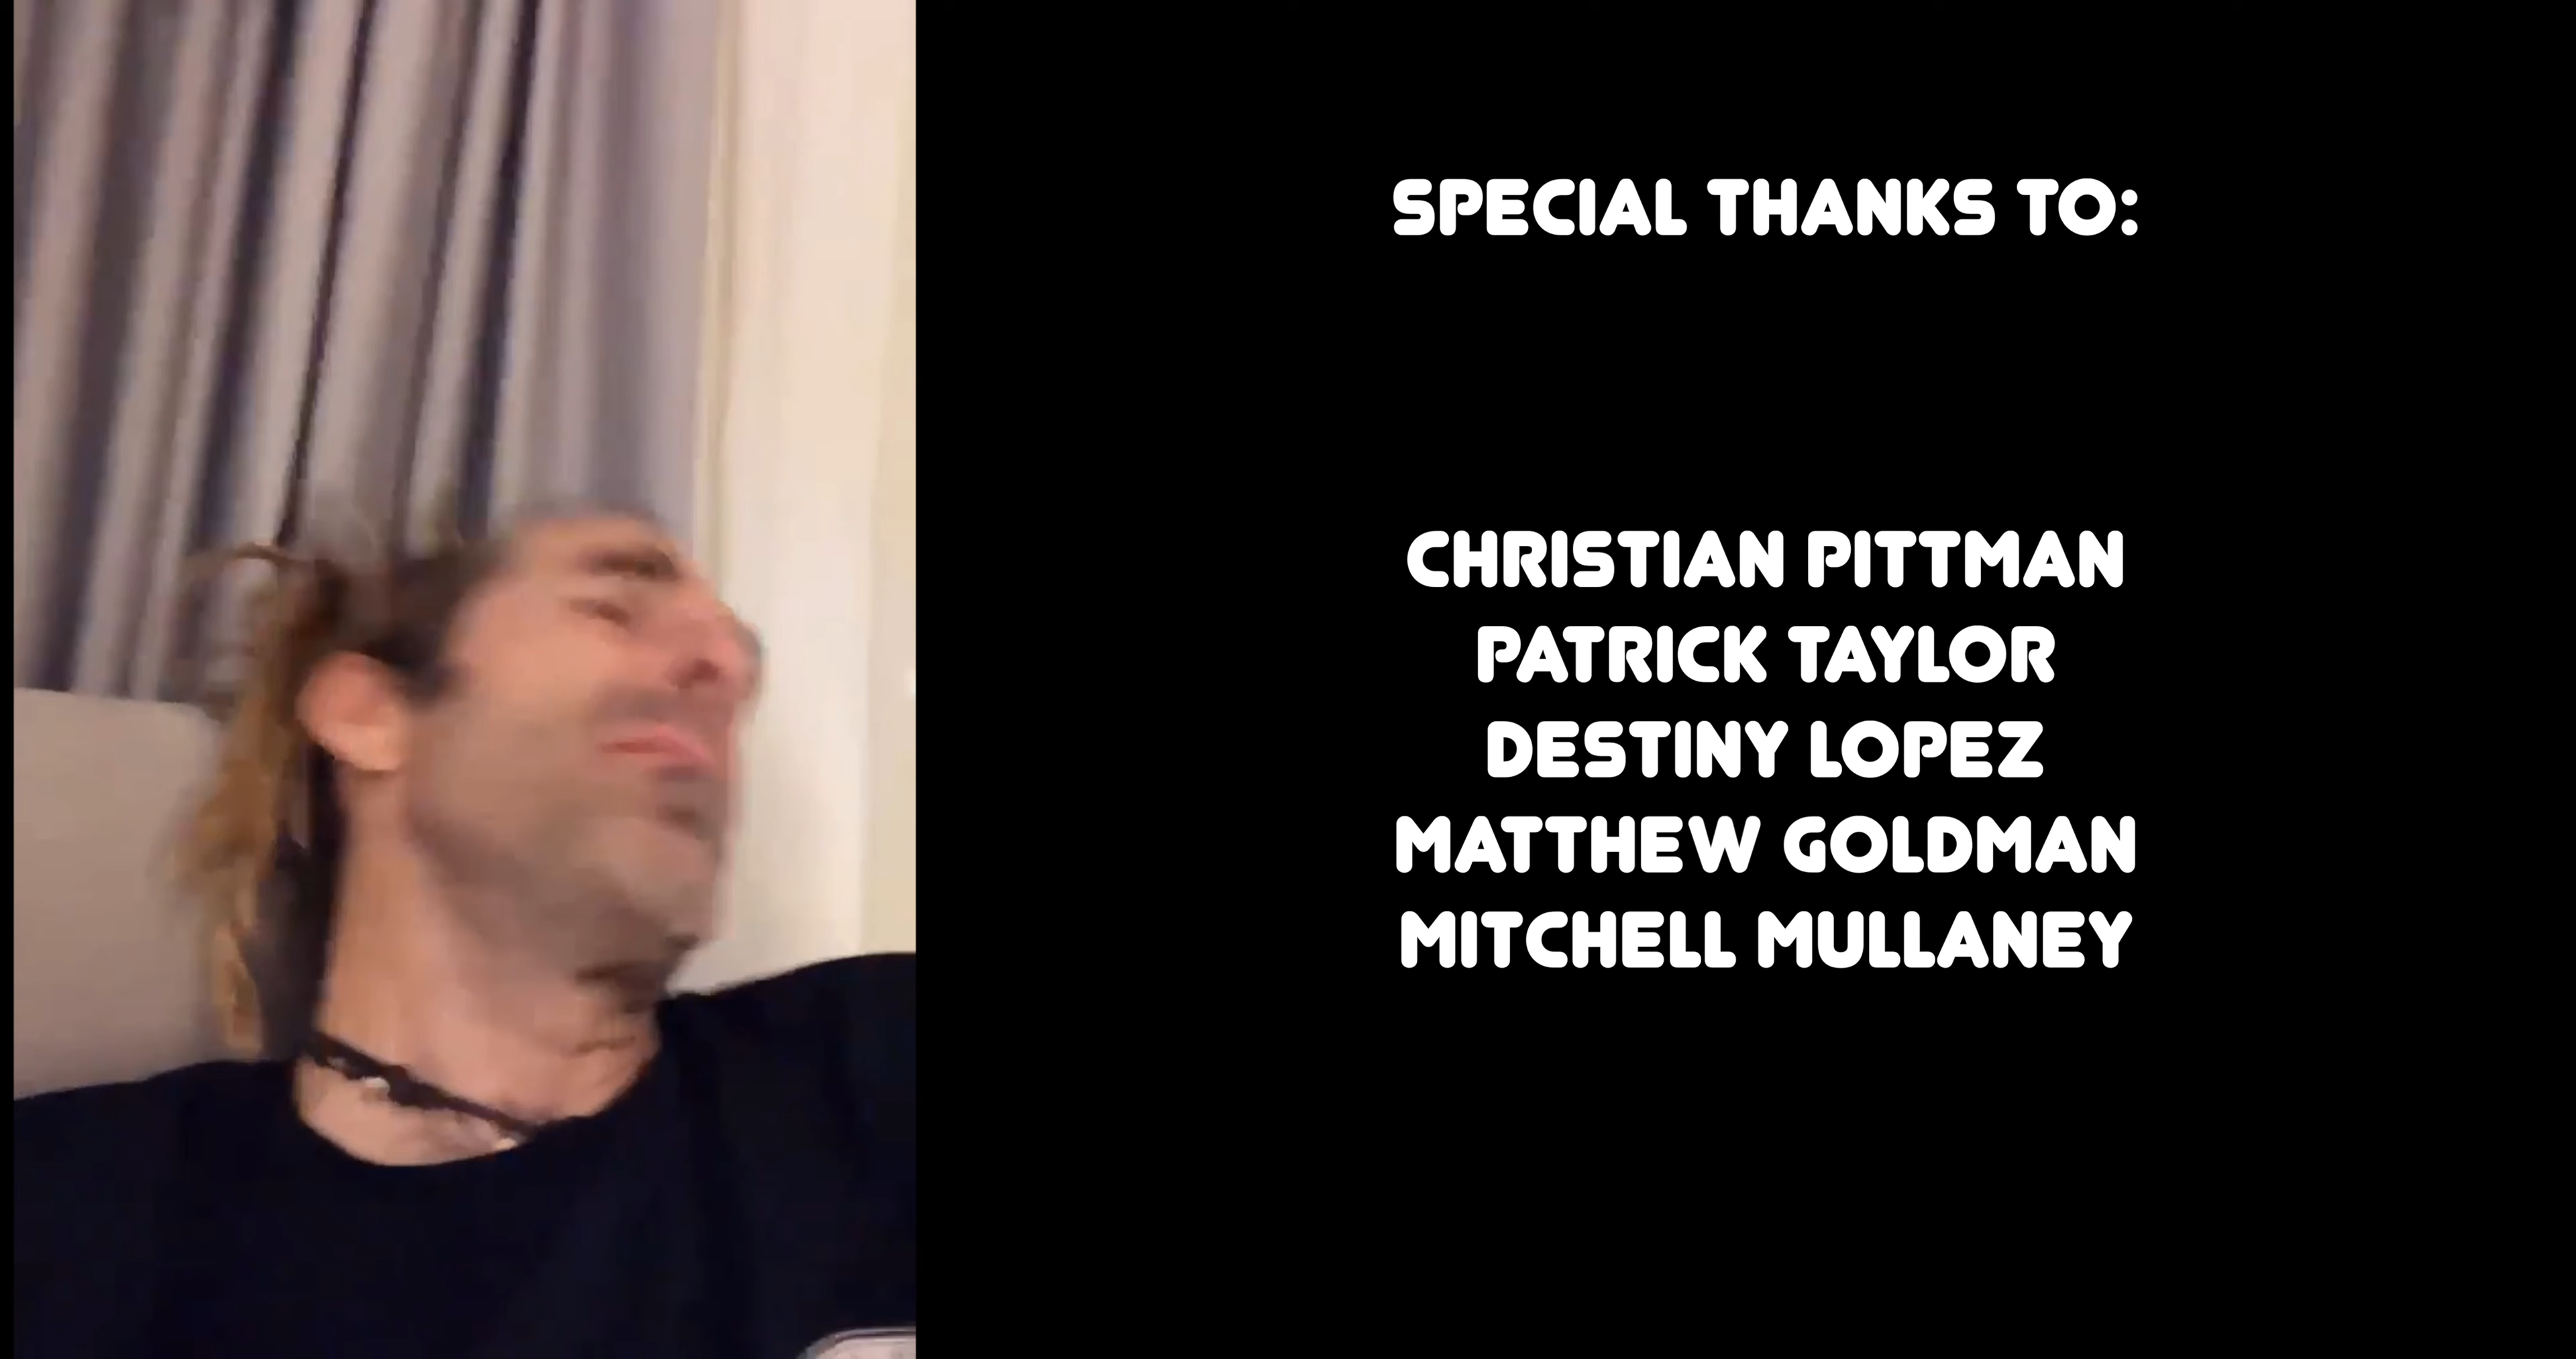 SPECIAL THANKS TO:
CHRISTIAN PITTMAN
PATRICK TAYLOR
DESTINY LOPEZ
MATTHEW GOLDMAN
MITCHELL MULLANEY